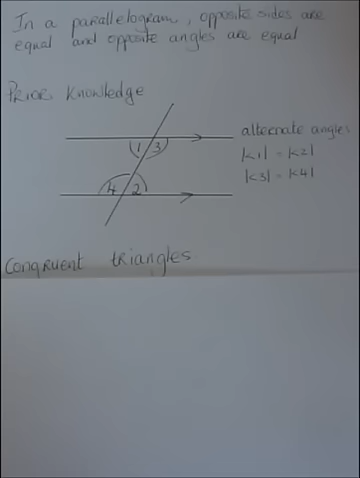 In a parallelogram, opposite sides are
equal and opposite angles are equal
Prior Knowledge
alternate angles
1 3
|<1| = |<2|
|<3| = |<4|
4 2
Congruent triangles